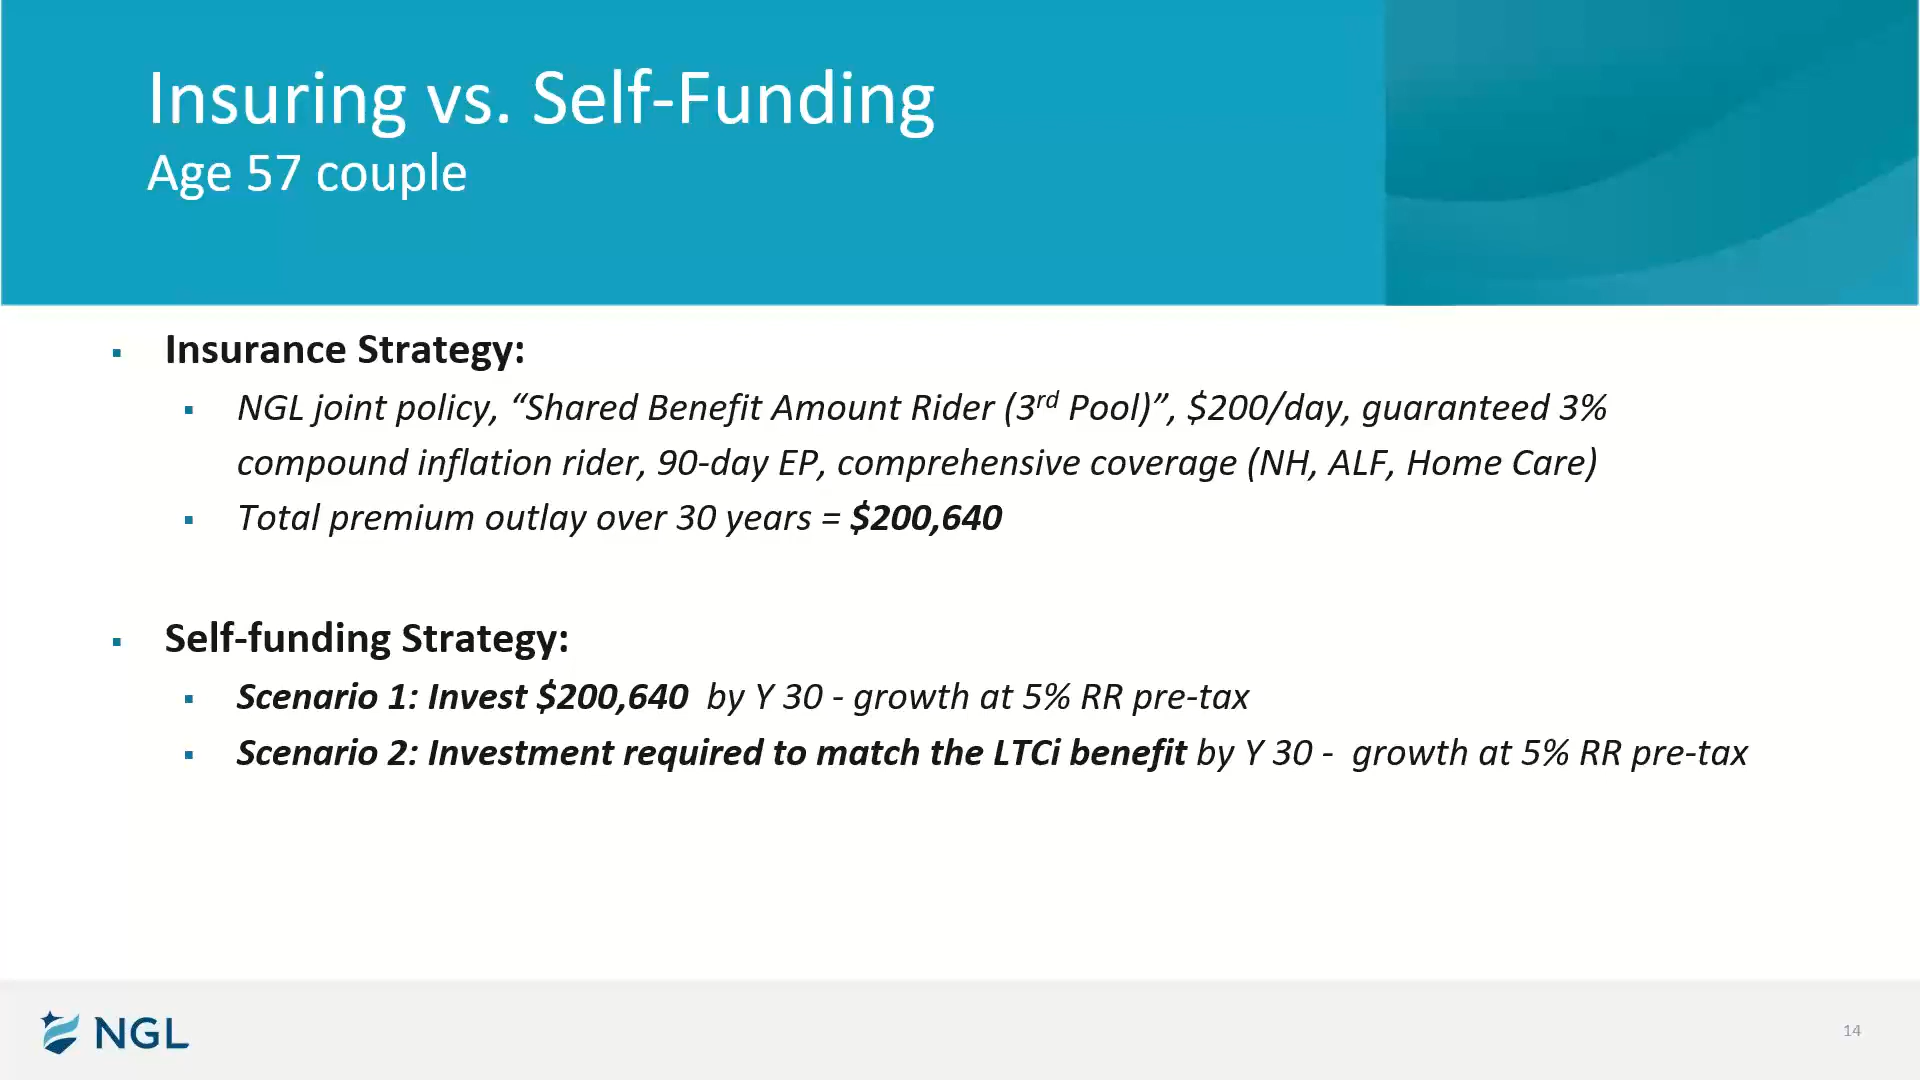 Insuring vs. Self-Funding
Age 57 couple
▪ Insurance Strategy:
▪ NGL joint policy, “Shared Benefit Amount Rider (3rd Pool)”, $200/day, guaranteed 3%
compound inflation rider, 90-day EP, comprehensive coverage (NH, ALF, Home Care)
▪ Total premium outlay over 30 years = $200,640
▪ Self-funding Strategy:
▪ Scenario 1: Invest $200,640 by Y 30 - growth at 5% RR pre-tax
▪ Scenario 2: Investment required to match the LTCi benefit by Y 30 - growth at 5% RR pre-tax
NGL
14